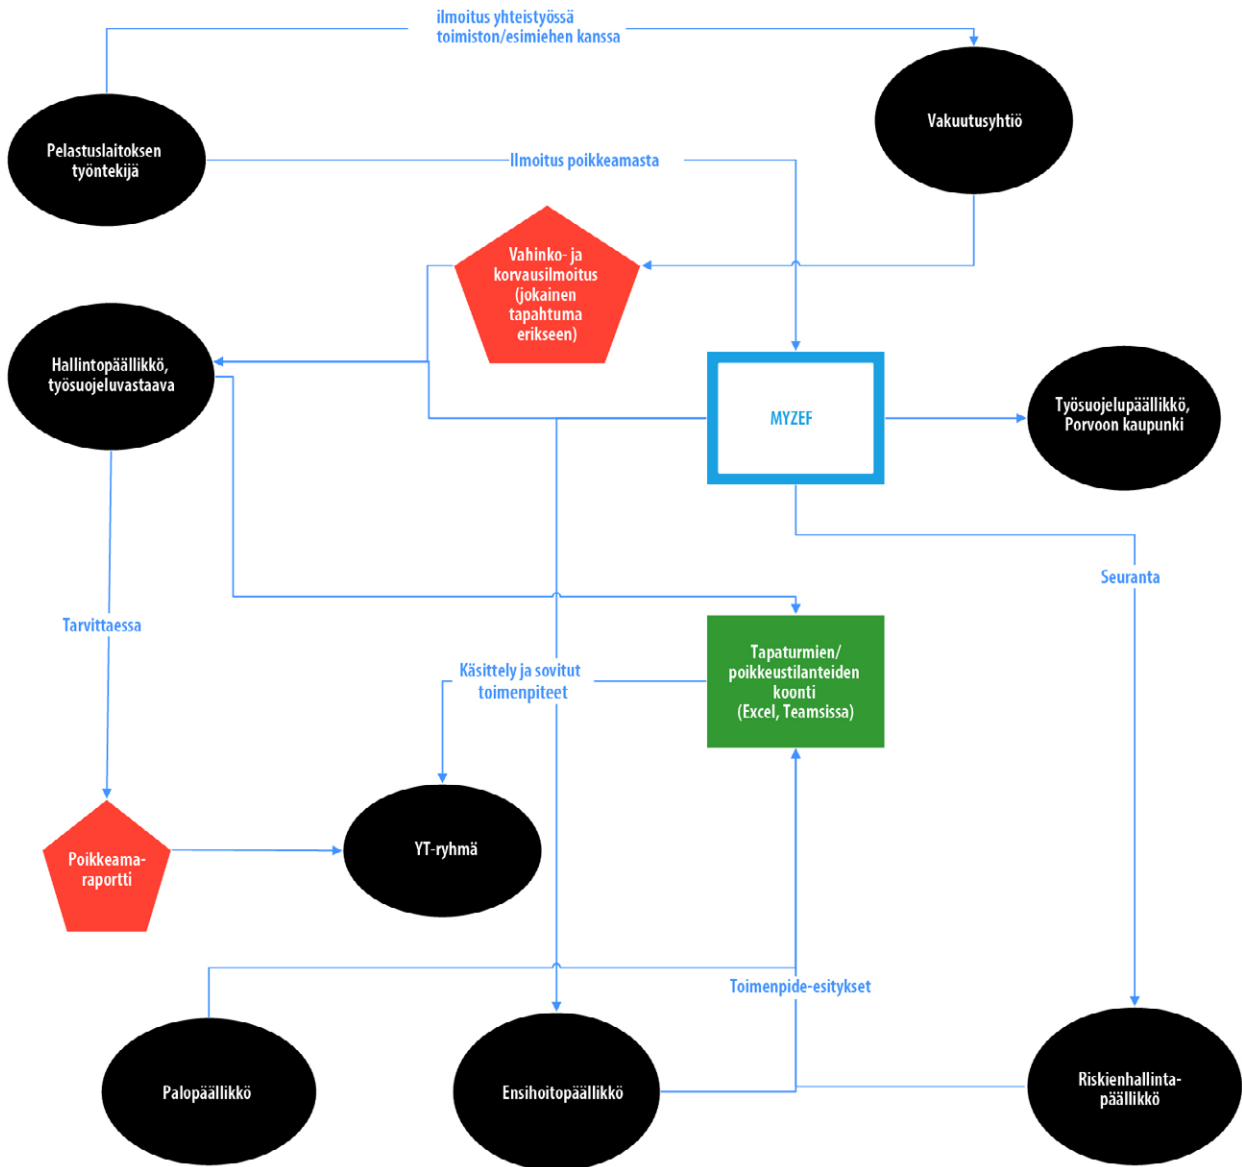 ilmoitus yhteistyössä
toimiston/esimiehen kanssa
Vakuutusyhtiö
Pelastuslaitoksen
työntekijä
Ilmoitus poikkeamasta
Vahinko- ja
korvausilmoitus
(jokainen
tapahtuma
erikseen)
Hallintopäällikkö,
työsuojeluvastaava
MYZEF
Työsuojelupäällikkö,
Porvoon kaupunki
Seuranta
Tarvittaessa
Tapaturmien/
poikkeustilanteiden
koonti
(Excel, Teamsissa)
Käsittely ja sovitut
toimenpiteet
Poikkeama-
raportti
YT-ryhmä
Toimenpide-esitykset
Palopäällikkö
Ensihoitopäällikkö
Riskienhallinta-
päällikkö